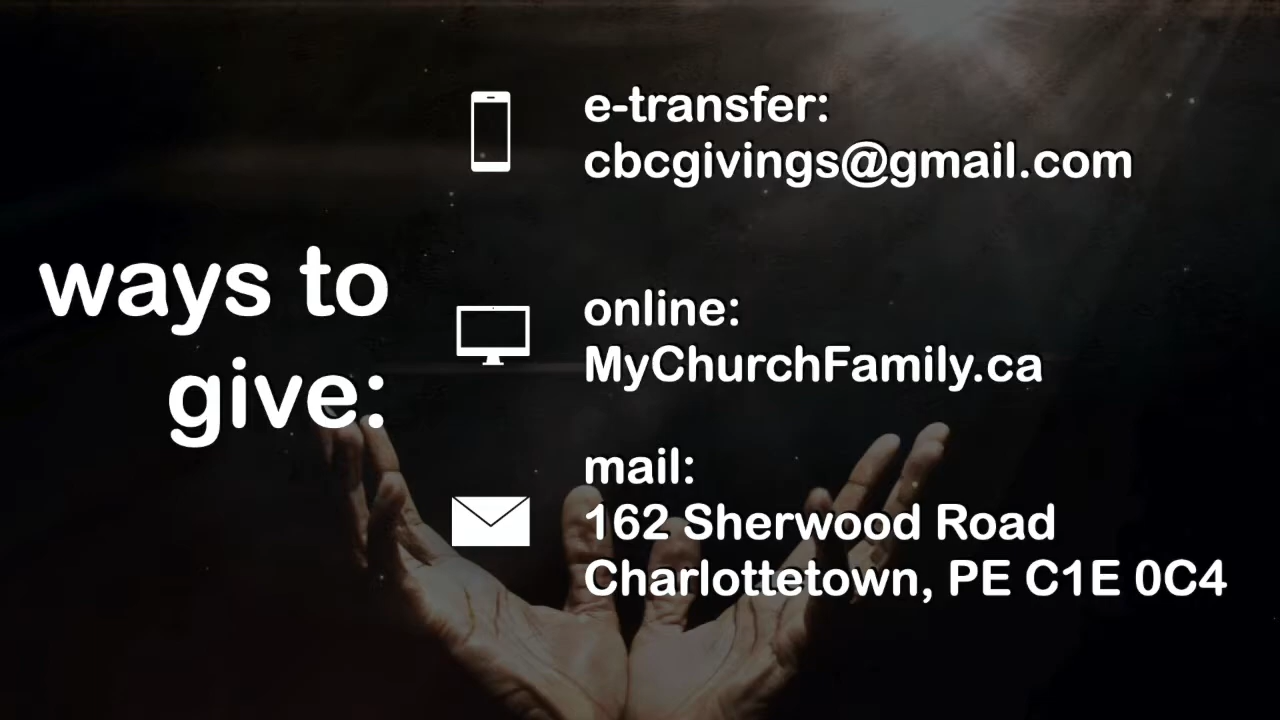 ways to
give:
e-transfer:
cbcgivings@gmail.com
online:
MyChurchFamily.ca
mail:
162 Sherwood Road
Charlottetown, PE C1E 0C4